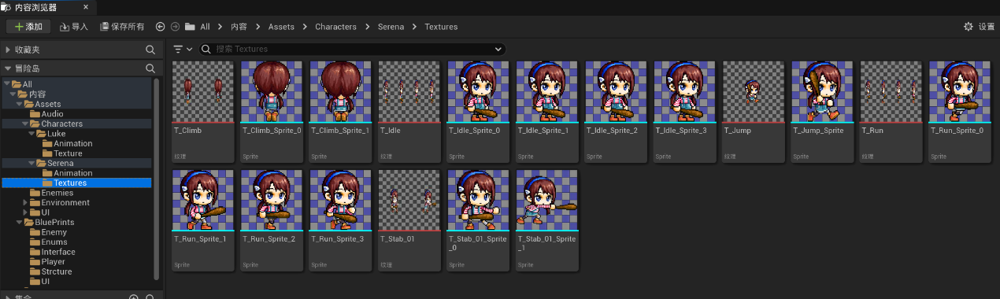 内容浏览器
添加 导入 保存所有 All 内容 Assets Characters Serena Textures 设置
收藏夹
冒险岛
All
内容
Assets
Audio
Characters
Luke
Animation
Texture
Serena
Animation
Textures
Enemies
Environment
UI
BluePrints
Enemy
Enums
Interface
Player
Strcture
UI
集合
搜索 Textures
T_Climb T_Climb_Sprite_0 T_Climb_Sprite_1 T_Idle T_Idle_Sprite_0 T_Idle_Sprite_1 T_Idle_Sprite_2 T_Idle_Sprite_3 T_Jump T_Jump_Sprite T_Run T_Run_Sprite_0
纹理 Sprite Sprite 纹理 Sprite Sprite Sprite Sprite 纹理 Sprite 纹理 Sprite
T_Run_Sprite_1 T_Run_Sprite_2 T_Run_Sprite_3 T_Stab_01 T_Stab_01_Sprite T_Stab_01_Sprite
_0 _1
Sprite Sprite Sprite 纹理 Sprite Sprite